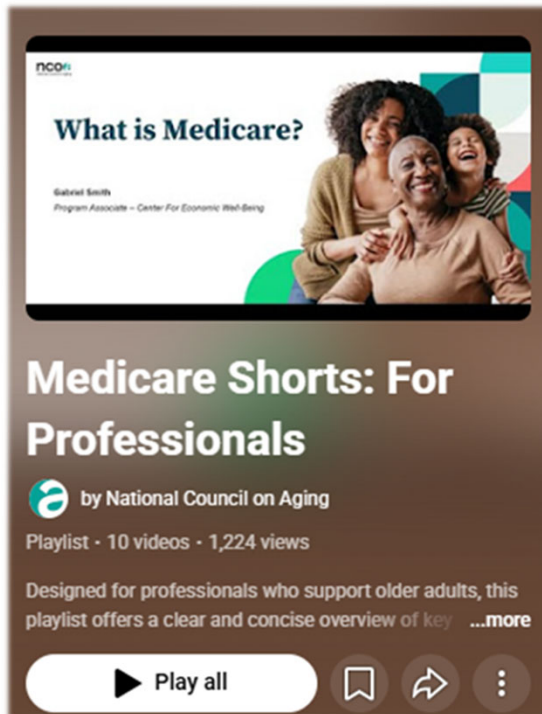 ncoa
What is Medicare?
Gabriel Smith
Program Associate – Center For Economic Well-Being
Medicare Shorts: For
Professionals
by National Council on Aging
Playlist • 10 videos • 1,224 views
Designed for professionals who support older adults, this
playlist offers a clear and concise overview of key ...more
Play all